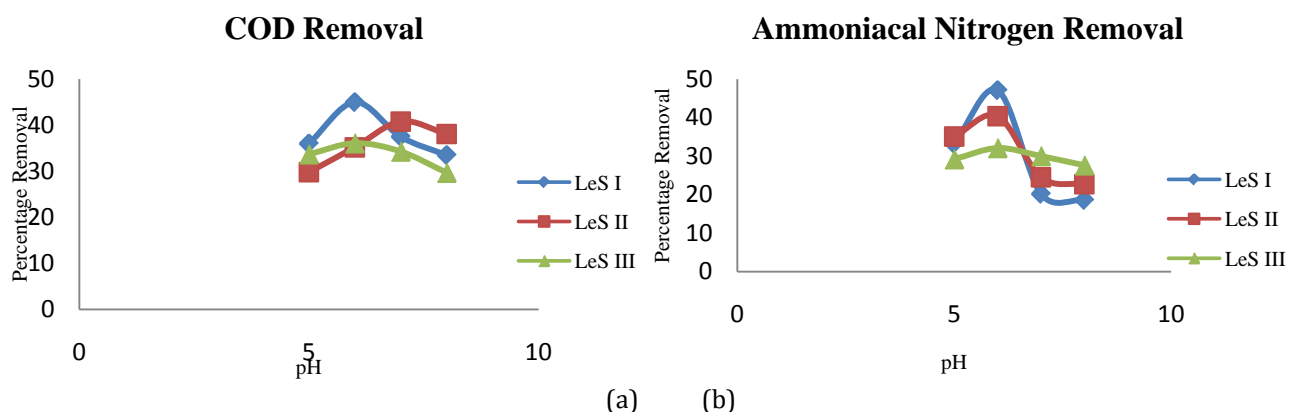 COD Removal
50
40
30
20
10
0
Percentage Removal
0
5
10
pH
LeS I
LeS II
LeS III
Ammoniacal Nitrogen Removal
50
40
30
20
10
0
Percentage Removal
0
5
10
pH
LeS I
LeS II
LeS III
(a) (b)